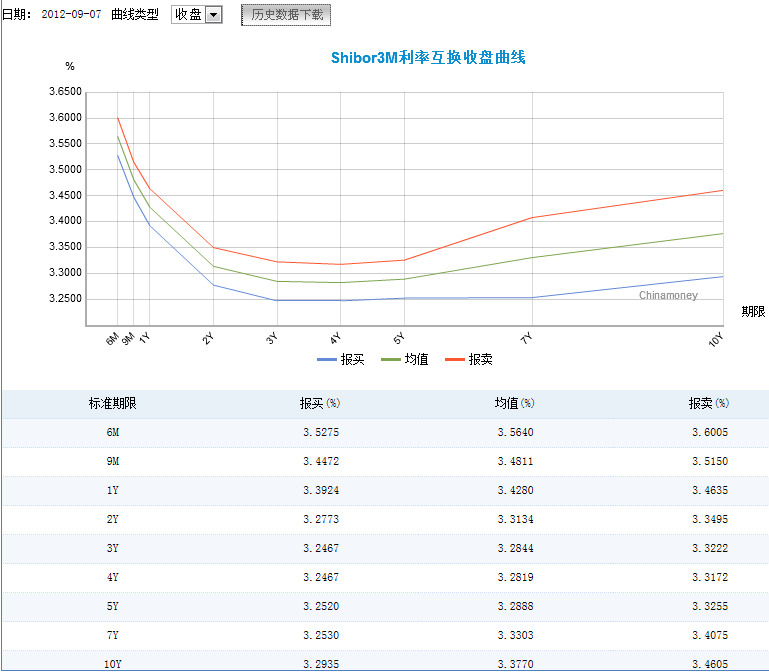 日期： 2012-09-07 曲线类型 收盘 历史数据下载
Shibor3M利率互换收盘曲线
%
3.6500
3.6000
3.5500
3.5000
3.4500
3.4000
3.3500
3.3000
3.2500
Chinamoney
期限
6M 9M 1Y 2Y 3Y 4Y 5Y 7Y 10Y
报买 均值 报卖
标准期限 报买(%) 均值(%) 报卖(%)
6M 3.5275 3.5640 3.6005
9M 3.4472 3.4811 3.5150
1Y 3.3924 3.4280 3.4635
2Y 3.2773 3.3134 3.3495
3Y 3.2467 3.2844 3.3222
4Y 3.2467 3.2819 3.3172
5Y 3.2520 3.2888 3.3255
7Y 3.2530 3.3303 3.4075
10Y 3.2935 3.3770 3.4605